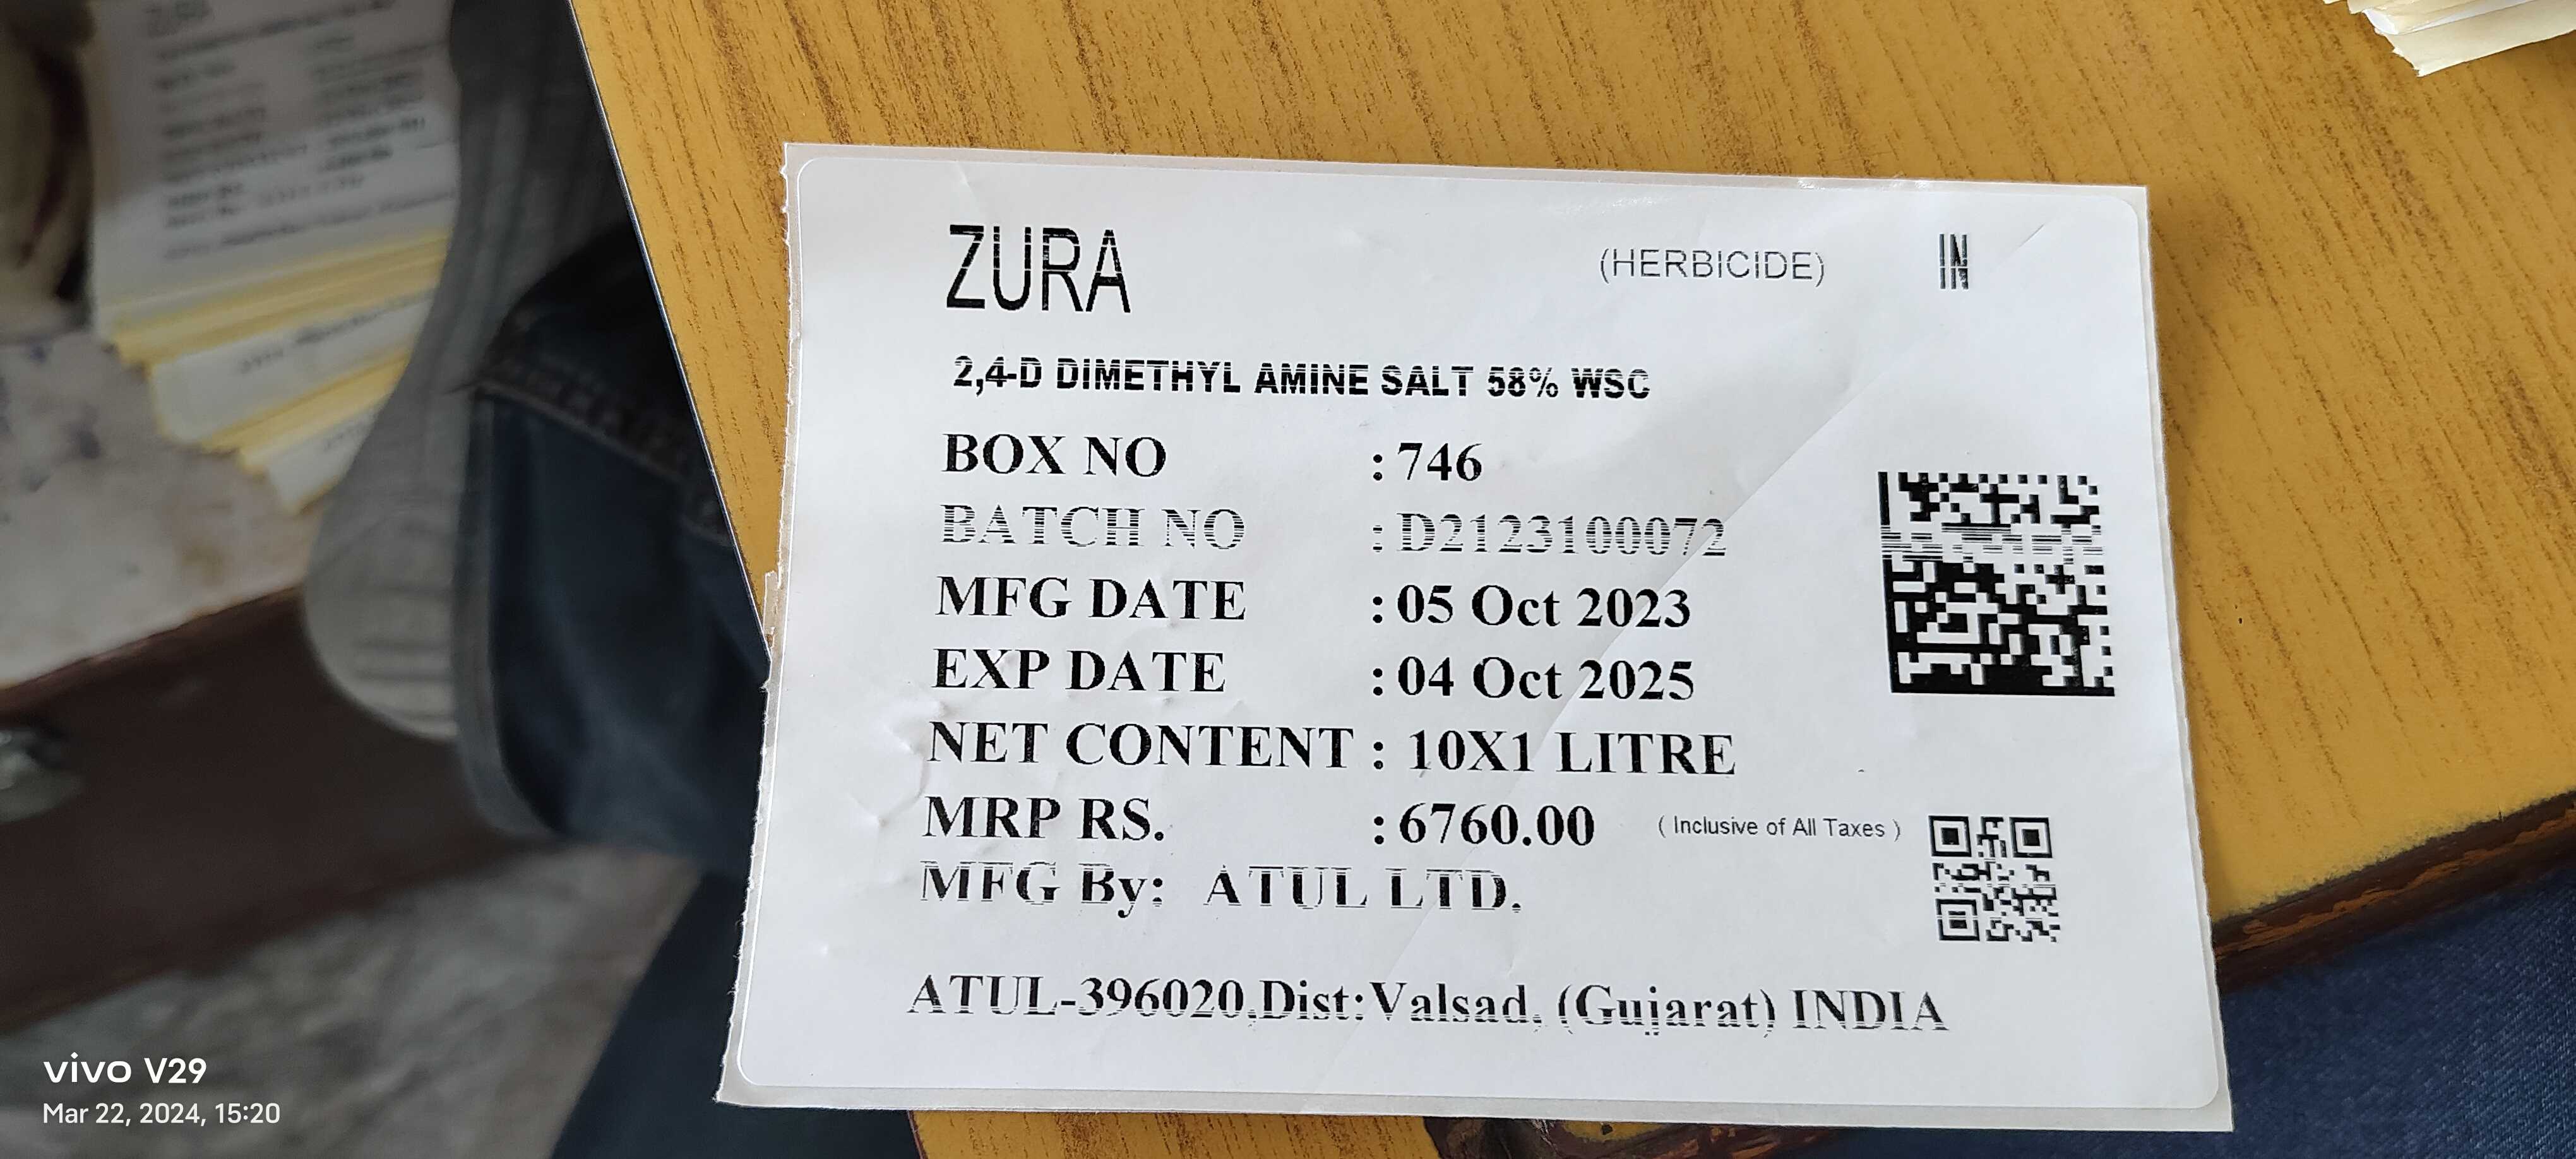 ZURA (HERBICIDE) IN
2,4-D DIMETHYL AMINE SALT 58% WSC
BOX NO : 746
BATCH NO : D2123100072
MFG DATE : 05 Oct 2023
EXP DATE : 04 Oct 2025
NET CONTENT : 10X1 LITRE
MRP RS. : 6760.00 ( Inclusive of All Taxes )
MFG By: ATUL LTD.
ATUL-396020,Dist:Valsad, (Gujarat) INDIA
vivo V29
Mar 22, 2024, 15:20